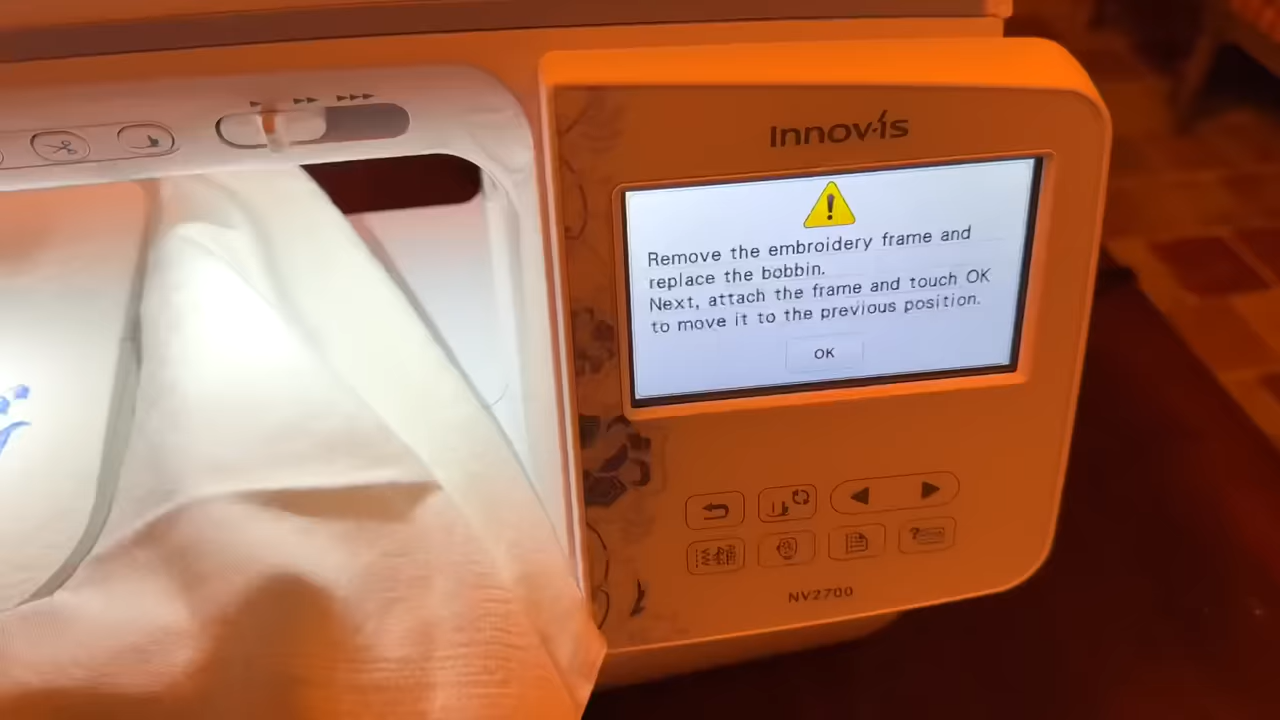 INNOV-ÍS
Remove the embroidery frame and
replace the bobbin.
Next, attach the frame and touch OK
to move it to the previous position.
OK
NV2700